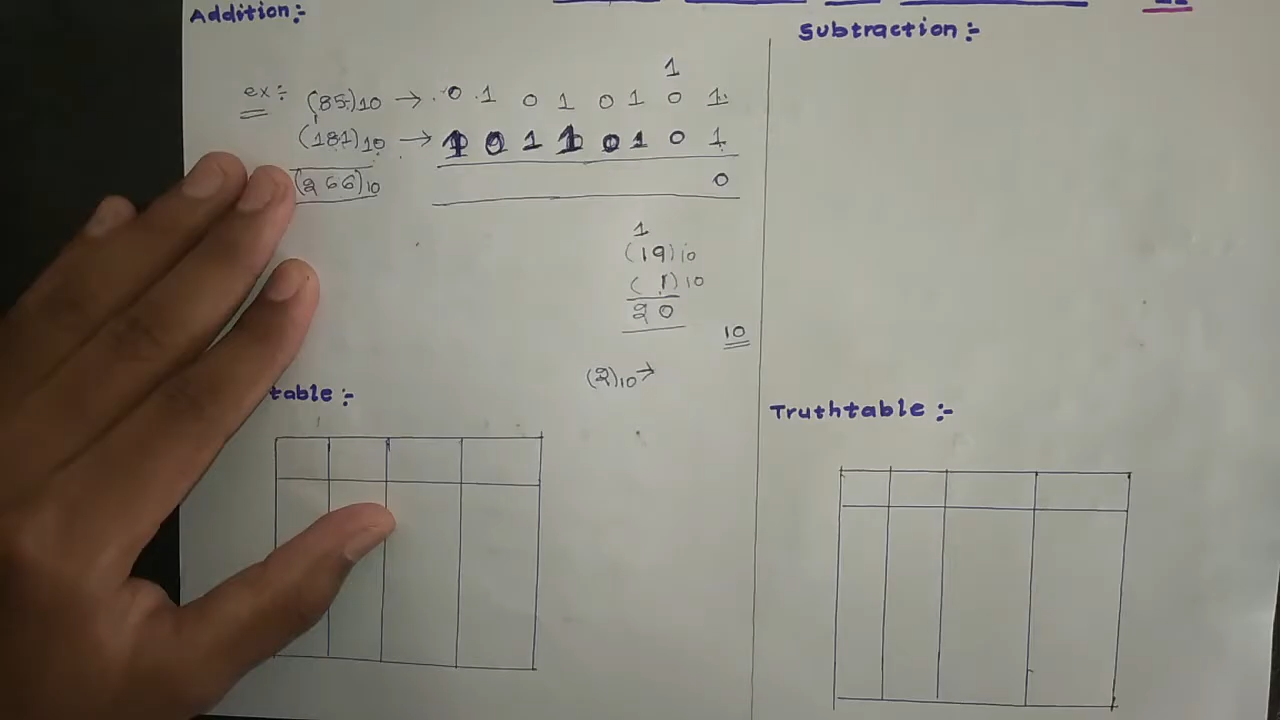 Addition:-
ex:-
1
(85)10 → 0 1 0 1 0 1 0 1
(181)10 → 1 0 1 1 0 1 0 1
(266)10 0
1
(19)10
( 1)10
20
10
(2)10→
table:-
Subtraction:-
Truthtable:-